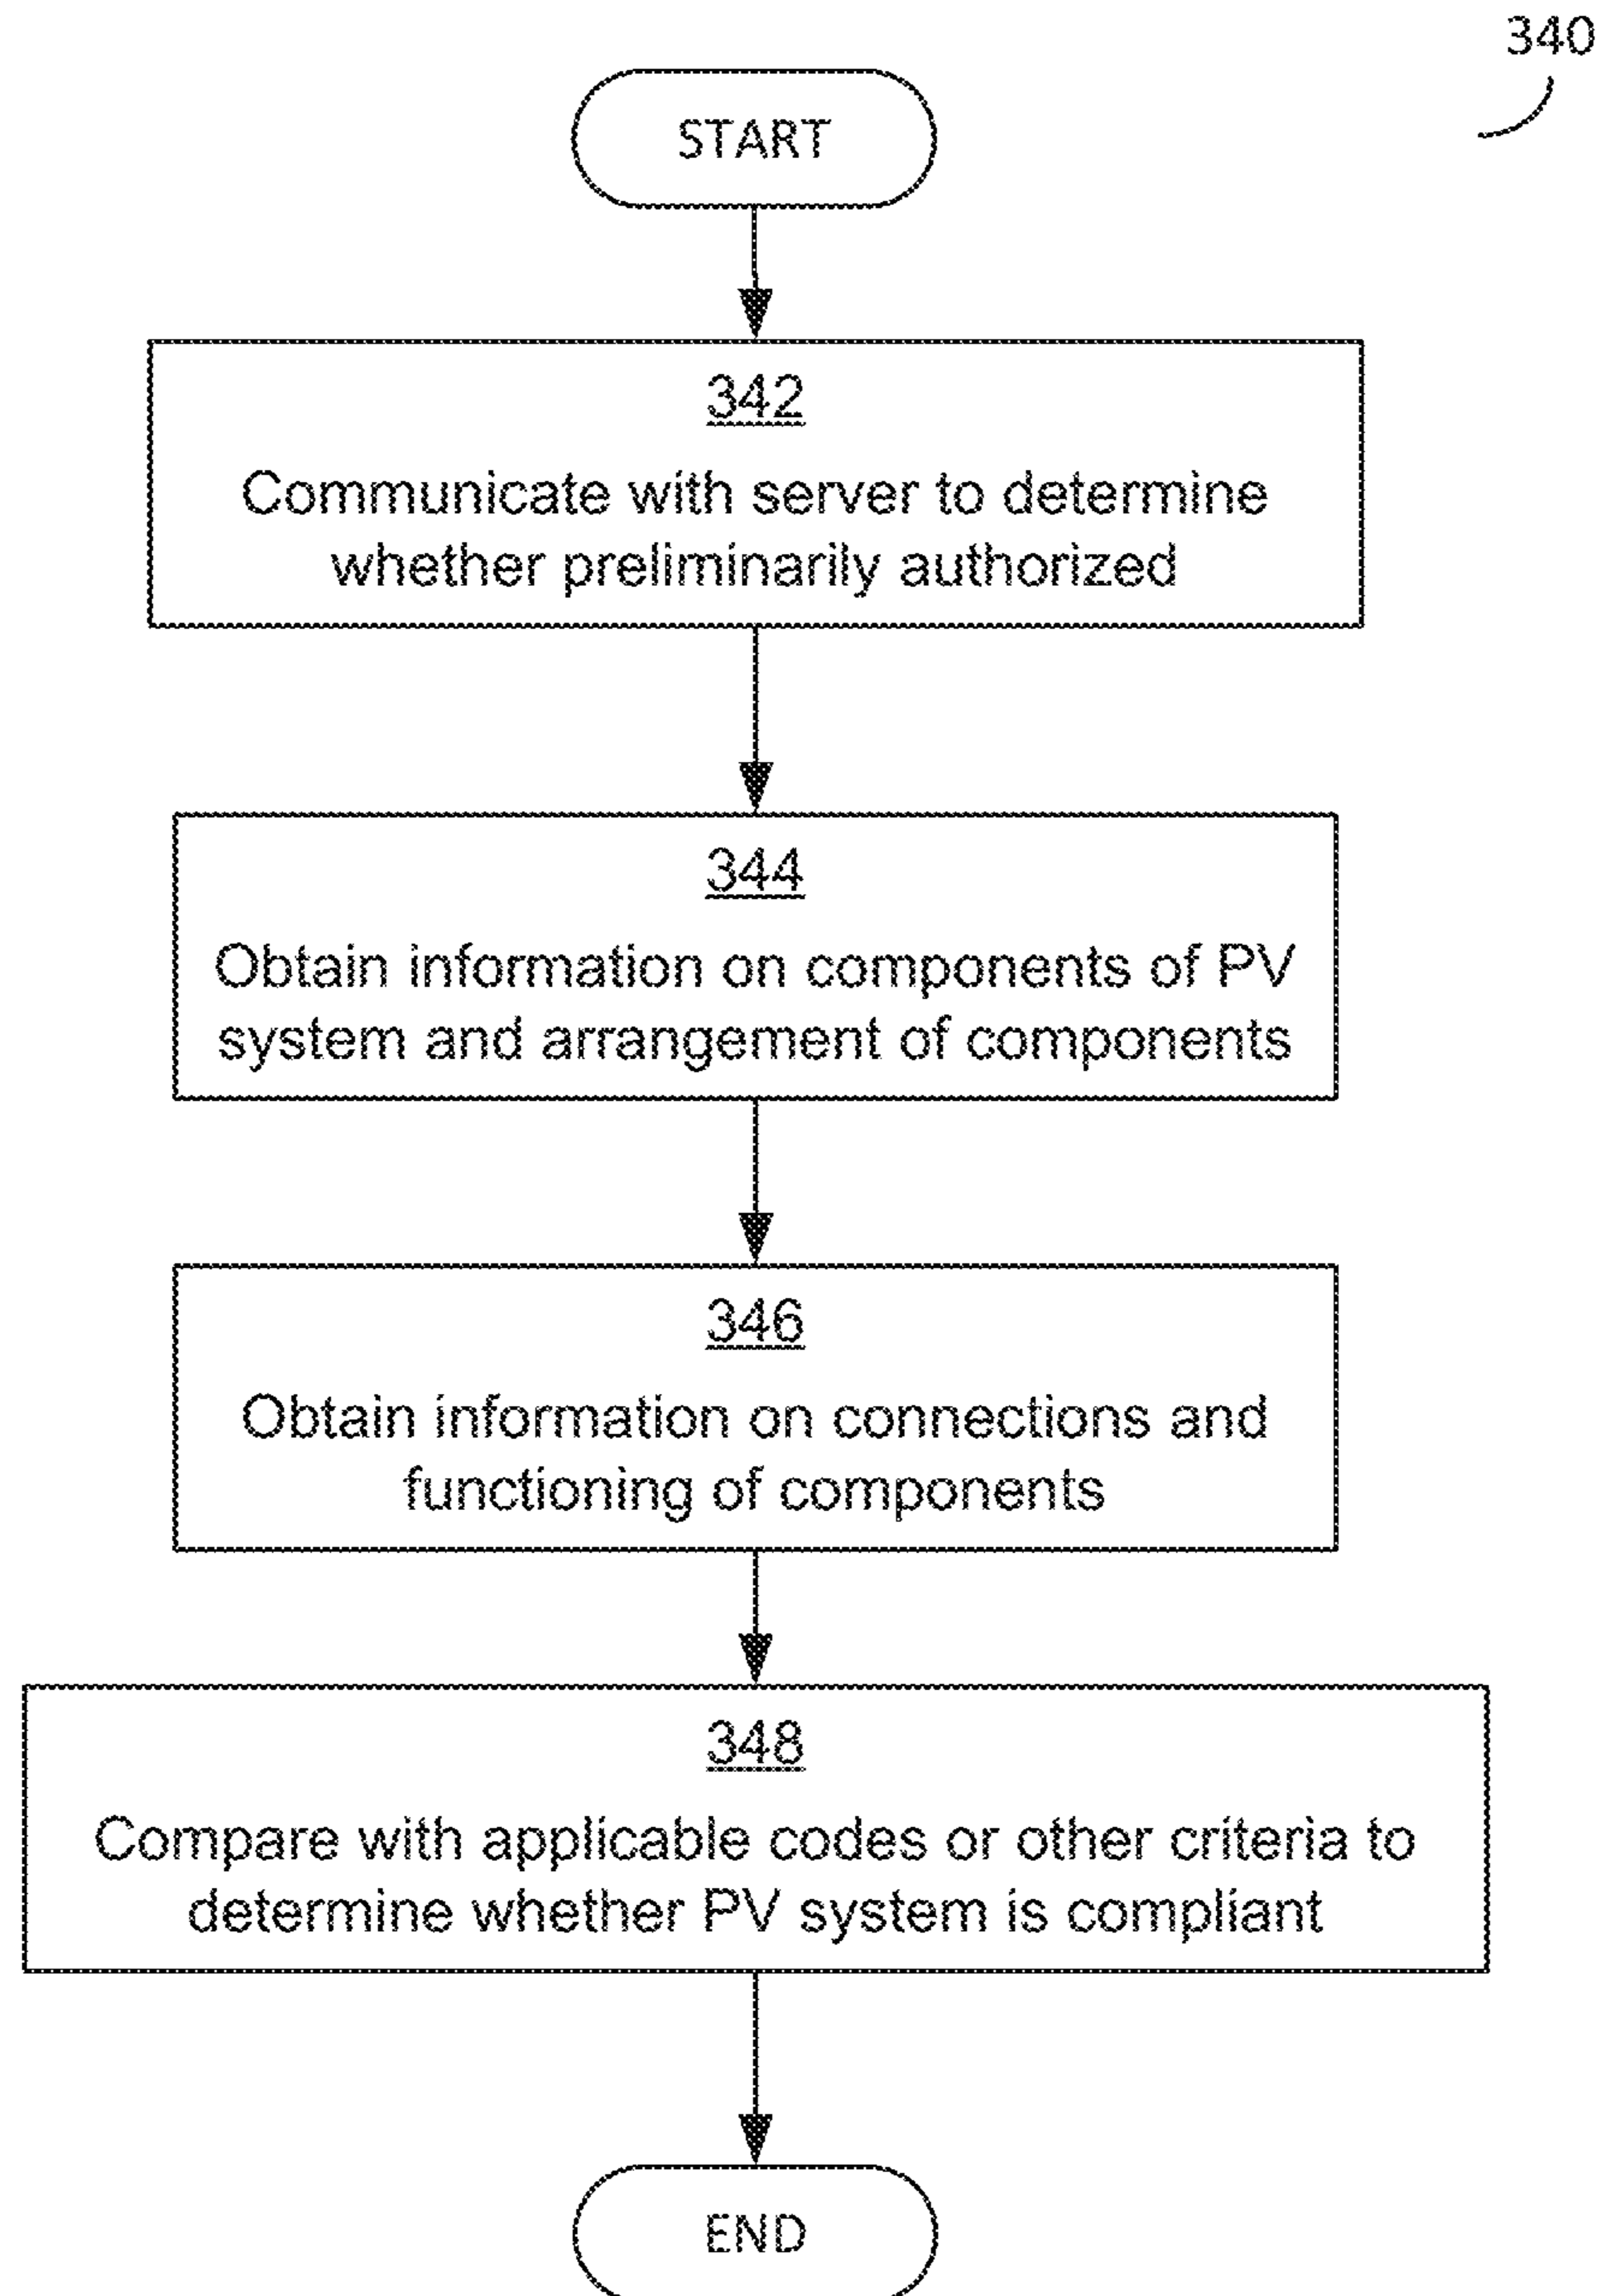 340
START
342
Communicate with server to determine
whether preliminarily authorized
344
Obtain information on components of PV
system and arrangement of components
346
Obtain information on connections and
functioning of components
348
Compare with applicable codes or other criteria to
determine whether PV system is compliant
END